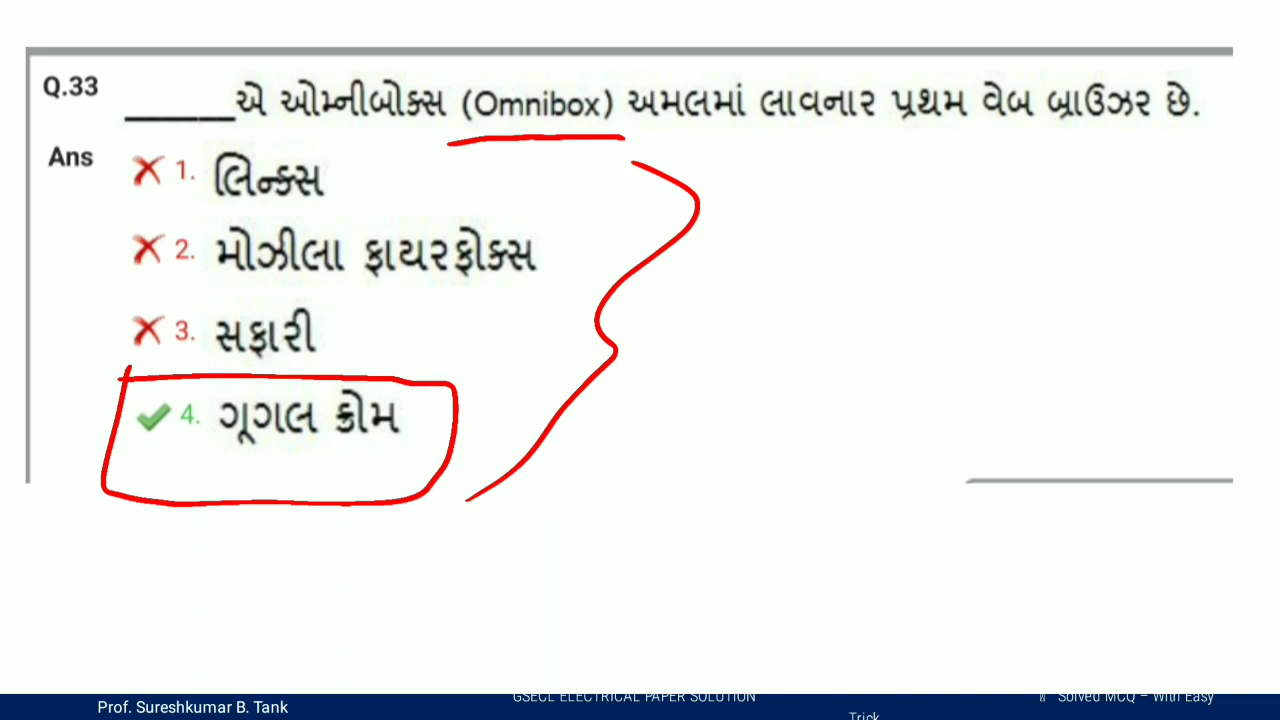 Q.33 ______એ ઓમ્નીબોક્સ (Omnibox) અમલમાં લાવનાર પ્રથમ વેબ બ્રાઉઝર છે.
Ans 1. લિન્ક્સ
2. મોઝીલા ફાયરફોક્સ
3. સફારી
4. ગૂગલ ક્રોમ
Prof. Sureshkumar B. Tank GSECL ELECTRICAL PAPER SOLUTION Solved MCQ – With Easy
Trick